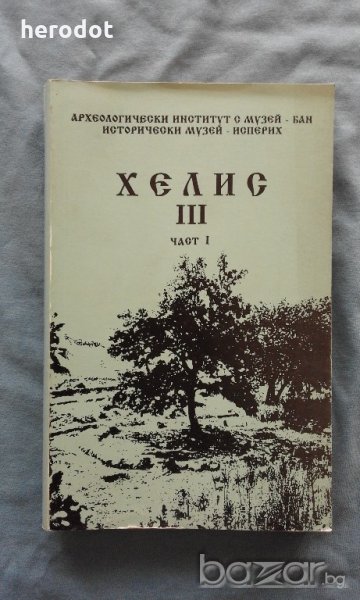 herodot
АРХЕОЛОГИЧЕСКИ ИНСТИТУТ С МУЗЕЙ - БАН
ИСТОРИЧЕСКИ МУЗЕЙ - ИСПЕРИХ
ХЕЛИС
III
ЧАСТ I
bazar.bg